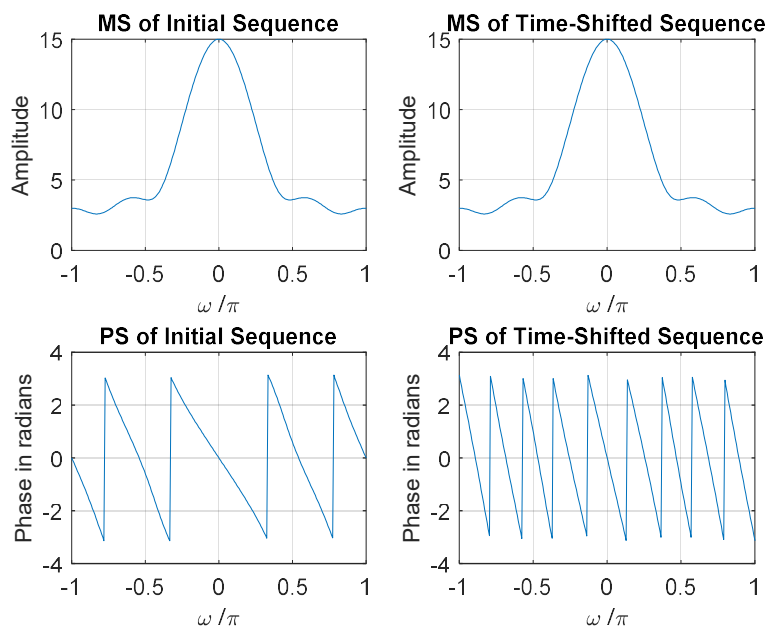 MS of Initial Sequence
15
10
5
0
Amplitude
-1 -0.5 0 0.5 1
ω /π
MS of Time-Shifted Sequence
15
10
5
0
Amplitude
-1 -0.5 0 0.5 1
ω /π
PS of Initial Sequence
4
2
0
-2
-4
Phase in radians
-1 -0.5 0 0.5 1
ω /π
PS of Time-Shifted Sequence
4
2
0
-2
-4
Phase in radians
-1 -0.5 0 0.5 1
ω /π